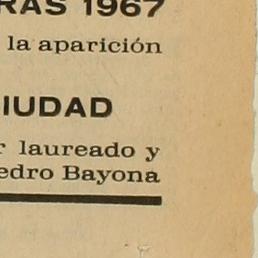 RAS 1967
la aparición
IUDAD
r laureado y
edro Bayona